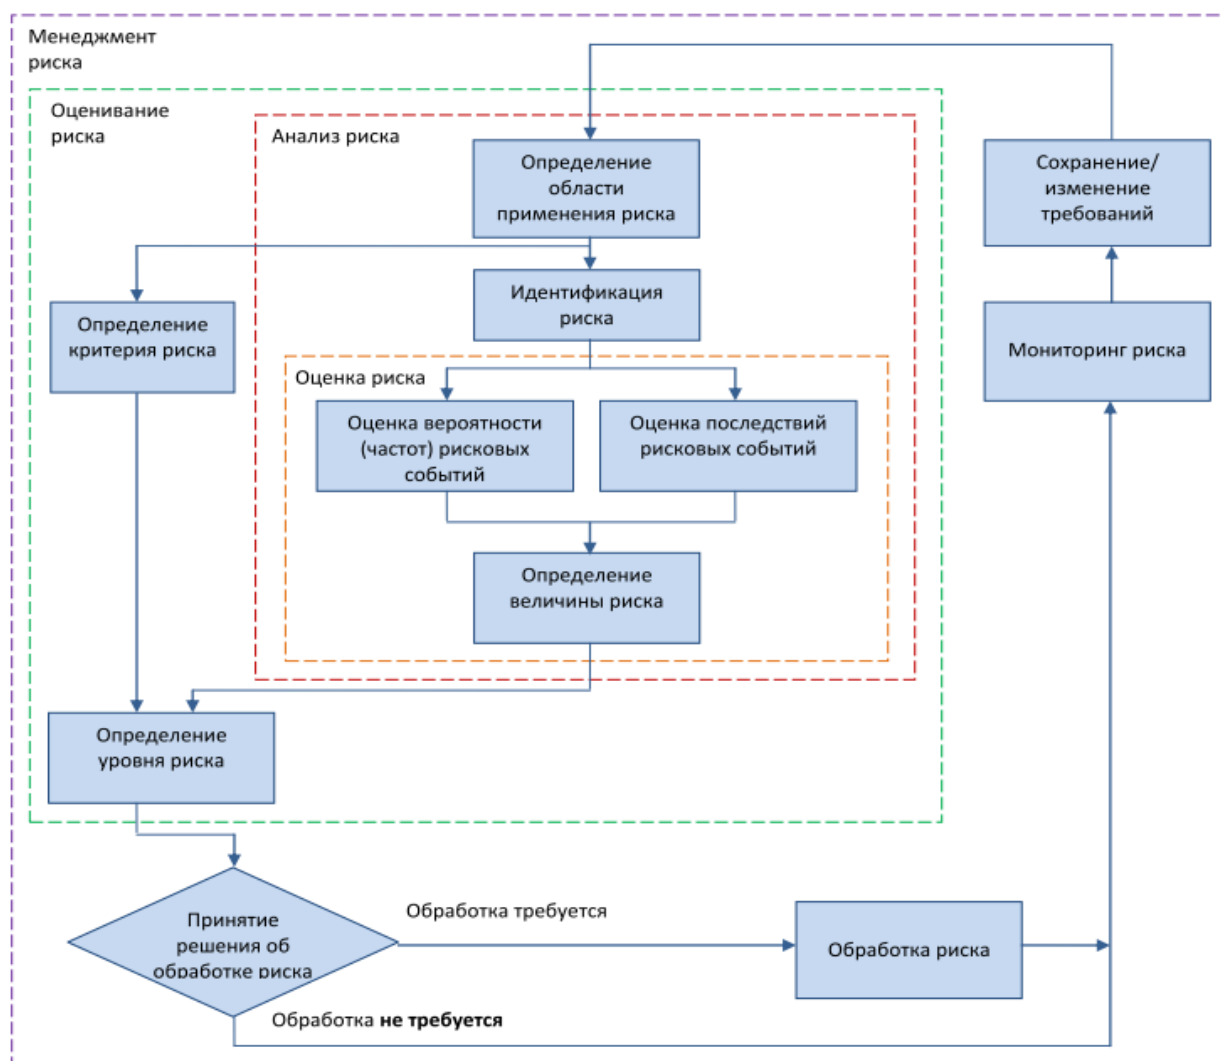 Менеджмент
риска
Оценивание
риска
Анализ риска
Определение
области
применения риска
Сохранение/
изменение
требований
Идентификация
риска
Определение
критерия риска
Мониторинг риска
Оценка риска
Оценка вероятности
(частот) рисковых
событий
Оценка последствий
рисковых событий
Определение
величины риска
Определение
уровня риска
Принятие
решения об
обработке риска
Обработка требуется
Обработка риска
Обработка не требуется